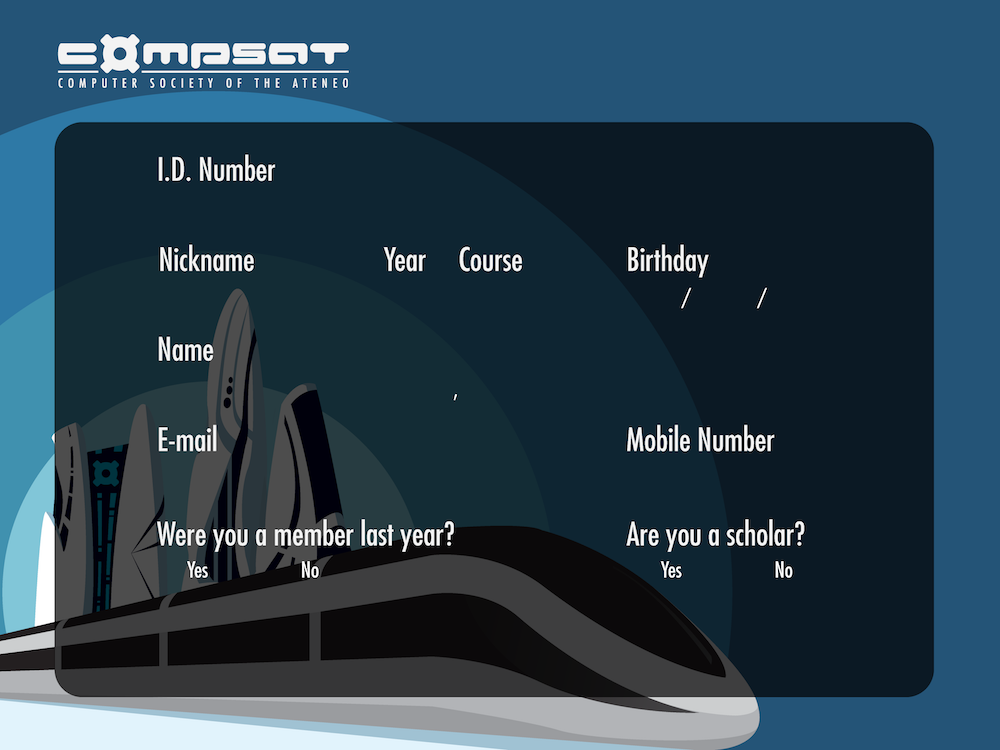 compsat
COMPUTER SOCIETY OF THE ATENEO
I.D. Number
Nickname Year Course Birthday
/ /
Name
,
E-mail Mobile Number
Were you a member last year? Are you a scholar?
Yes No Yes No